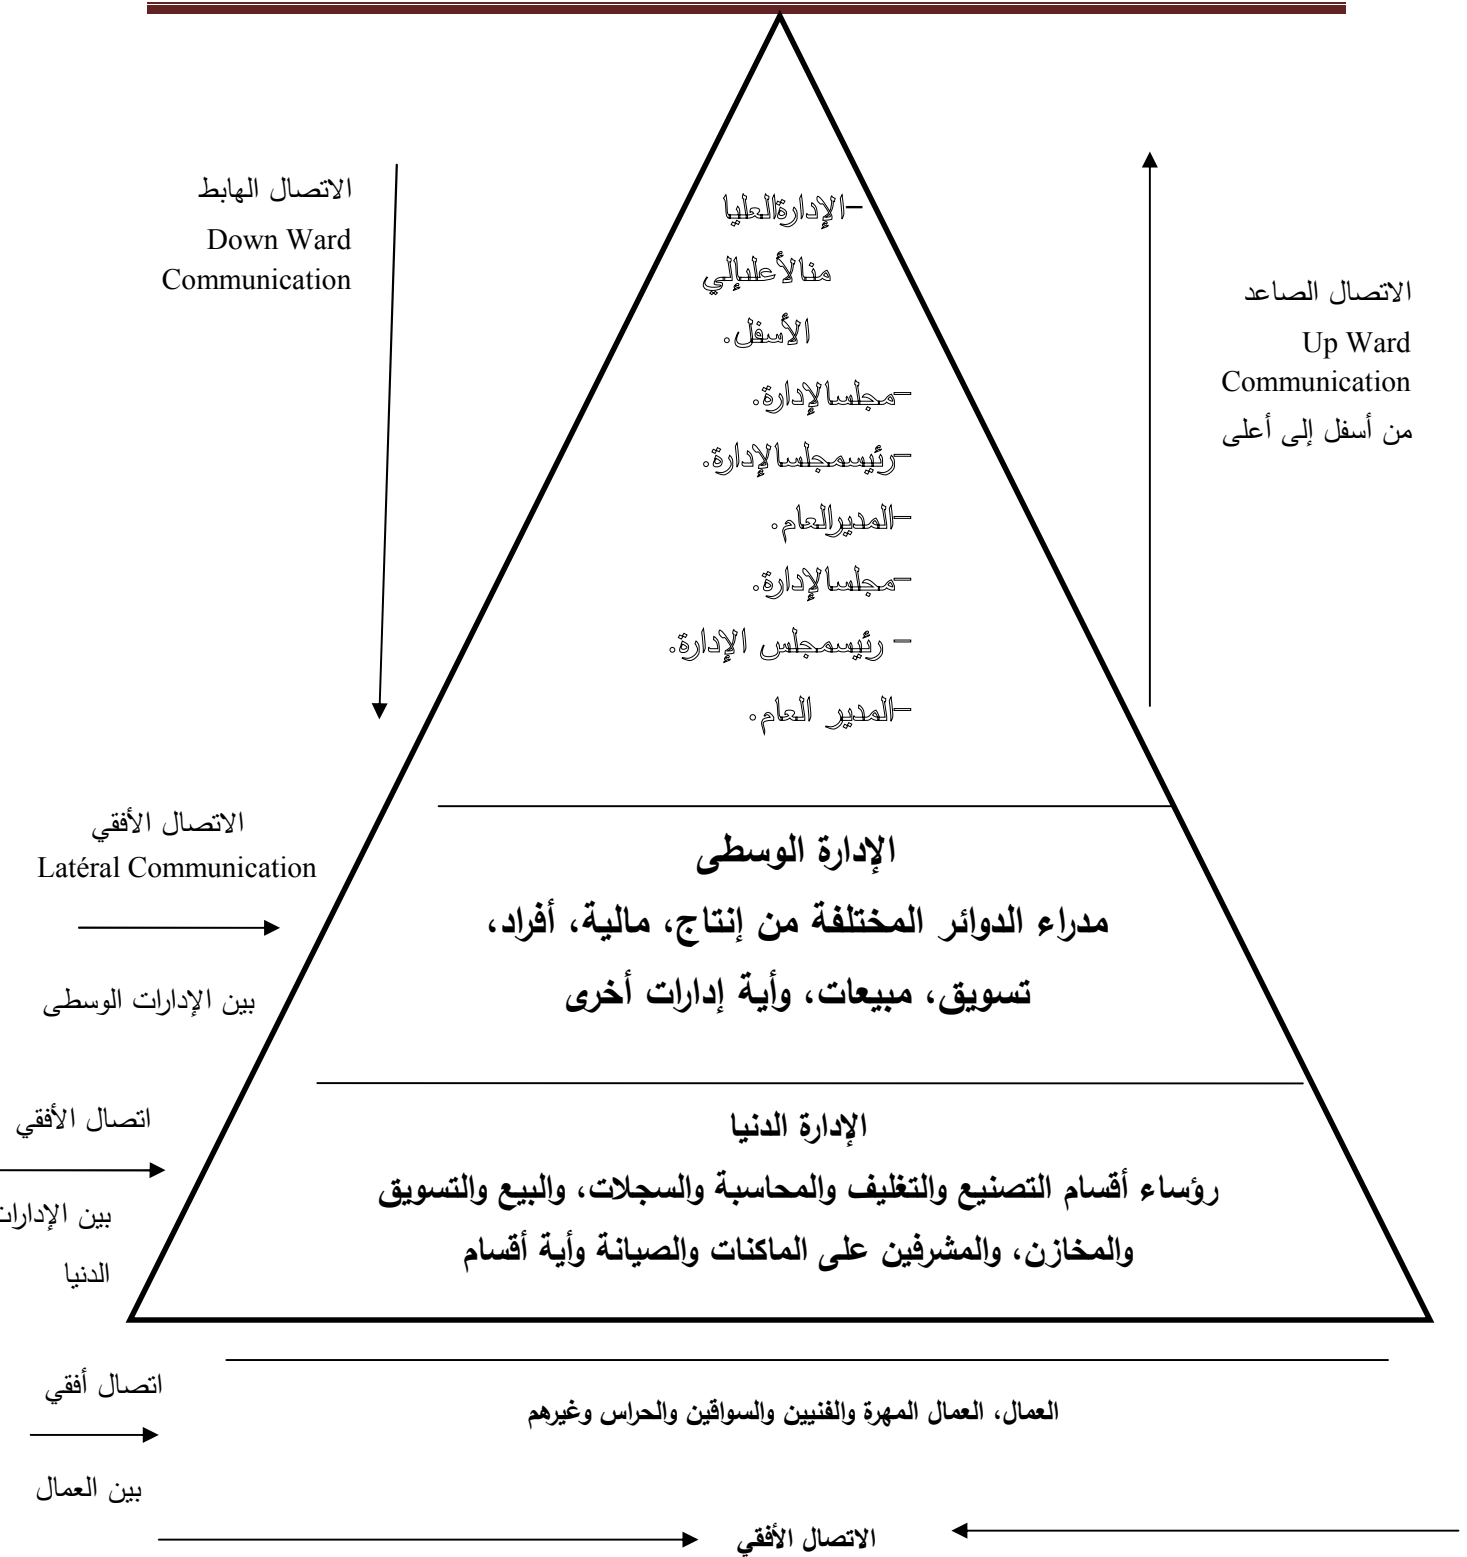 الاتصال الهابط
Down Ward
Communication
الاتصال الصاعد
Up Ward
Communication
من أسفل إلى أعلى
–الإدارةالعليا
منالأعلىإلي
الأسفل.
–مجلسالإدارة.
–رئيسمجلسالإدارة.
–المديرالعام.
–مجلسالإدارة.
– رئيسمجلس الإدارة.
–المدير العام.
الاتصال الأفقي
Latéral Communication
بين الإدارات الوسطى
الإدارة الوسطى
مدراء الدوائر المختلفة من إنتاج، مالية، أفراد،
تسويق، مبيعات، وأية إدارات أخرى
اتصال الأفقي
بين الإدارات
الدنيا
الإدارة الدنيا
رؤساء أقسام التصنيع والتغليف والمحاسبة والسجلات، والبيع والتسويق
والمخازن، والمشرفين على الماكنات والصيانة وأية أقسام
اتصال أفقي
بين العمال
العمال، العمال المهرة والفنيين والسواقين والحراس وغيرهم
الاتصال الأفقي